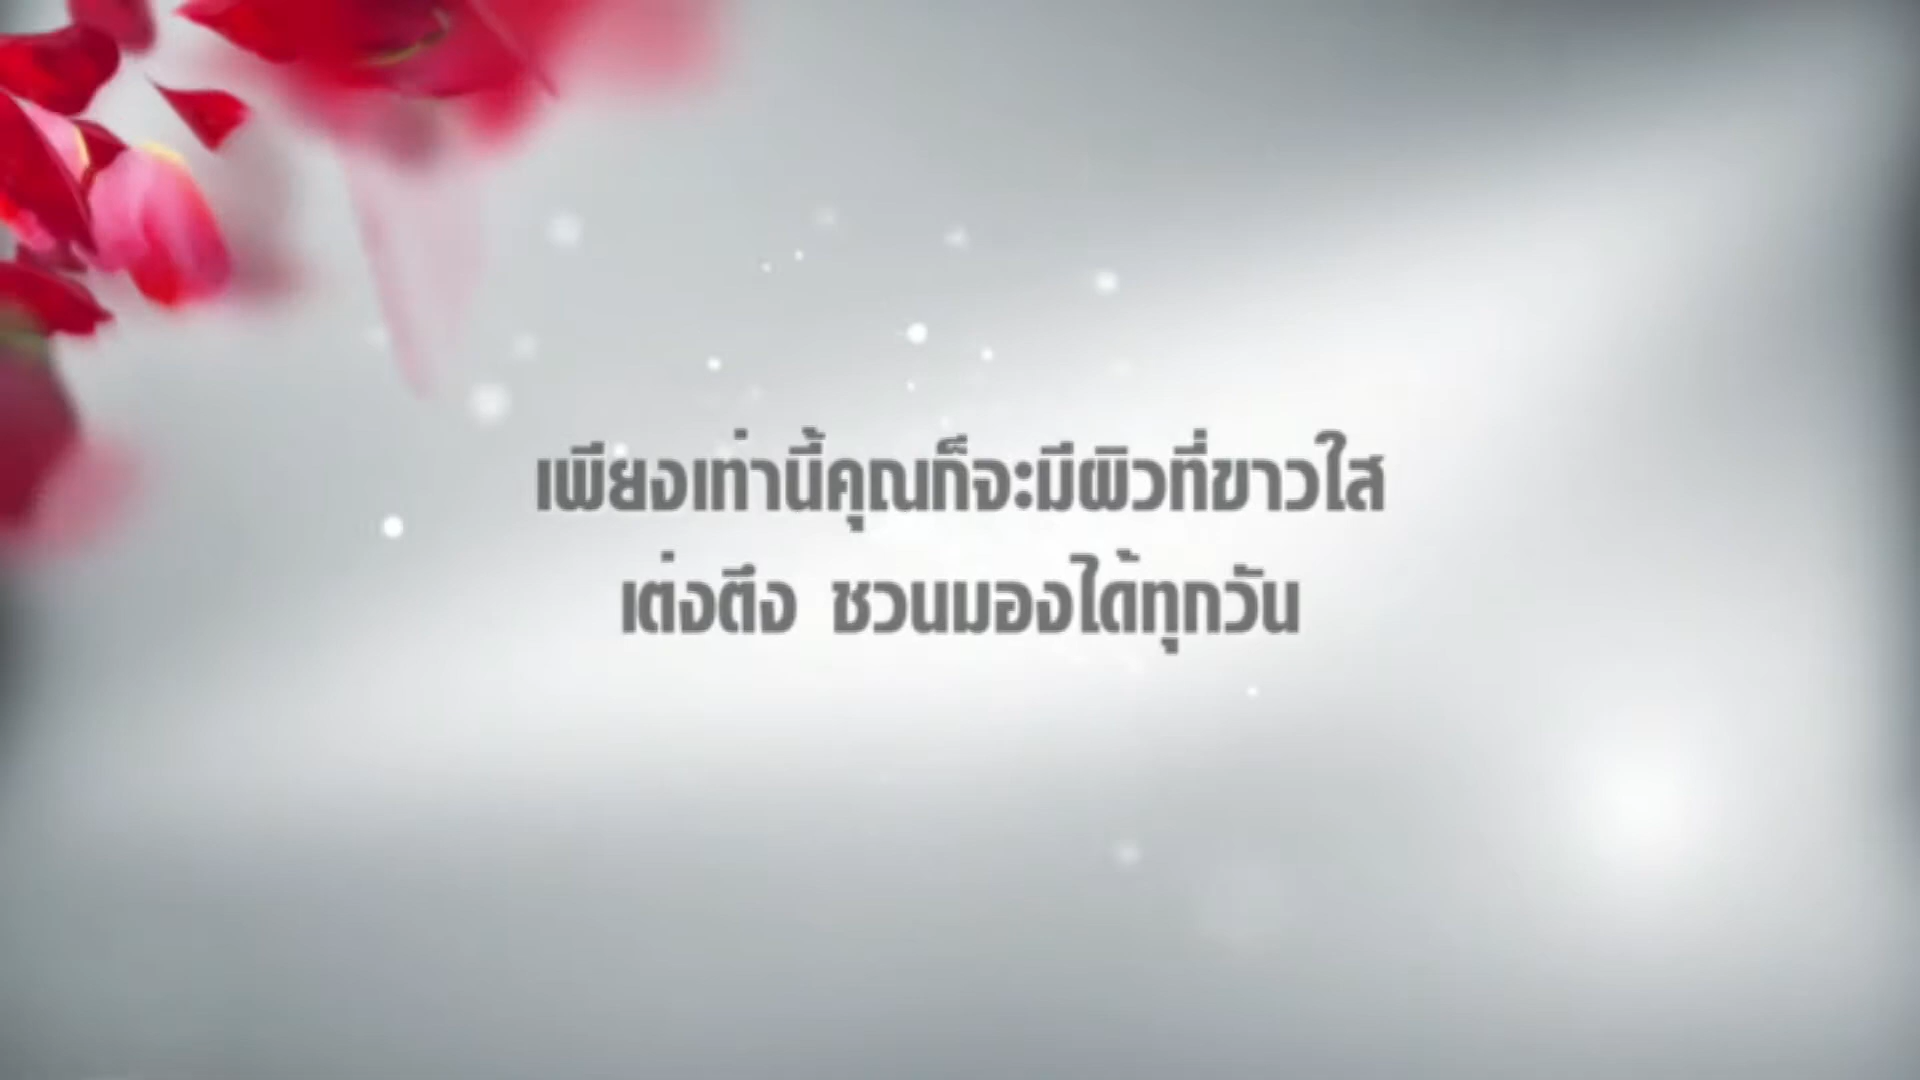 เพียงเท่านี้คุณก็จะมีผิวที่ขาวใส
เต่งตึง ชวนมองได้ทุกวัน